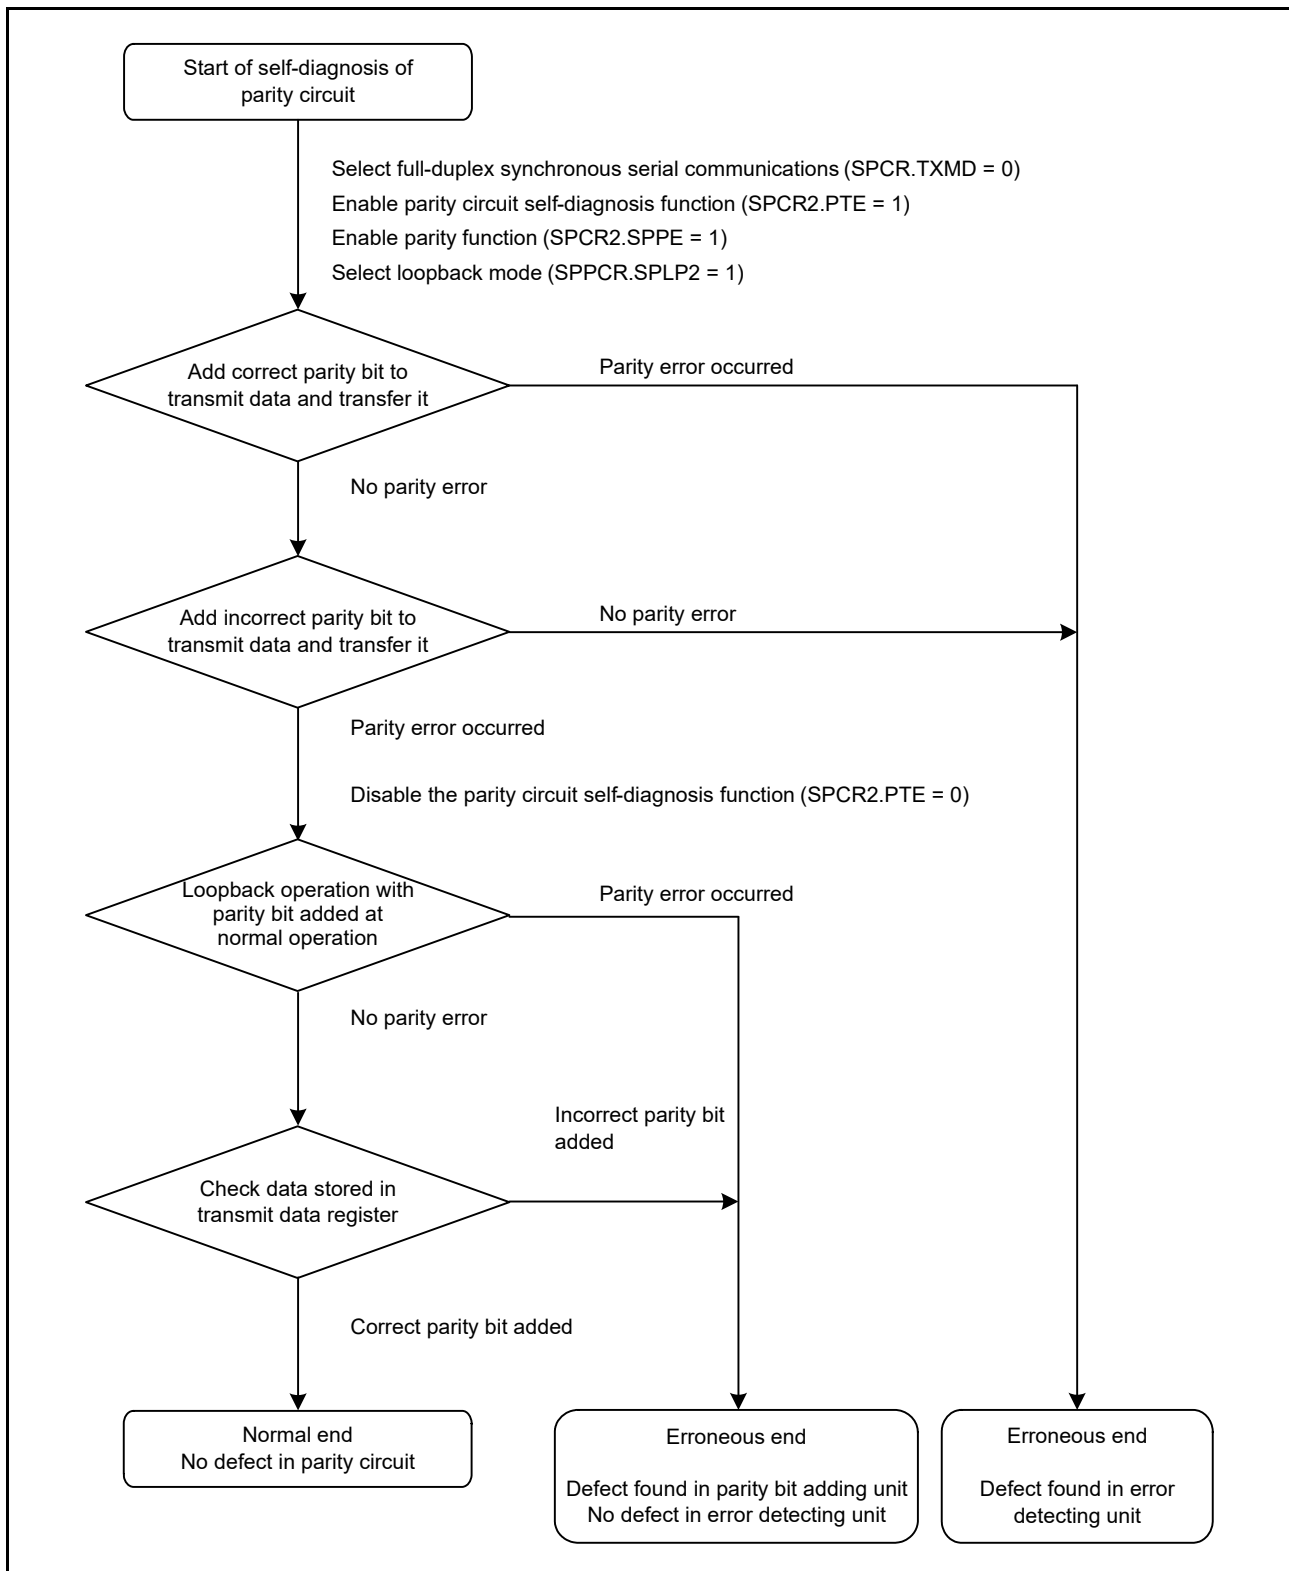 Start of self-diagnosis of
parity circuit
Select full-duplex synchronous serial communications (SPCR.TXMD = 0)
Enable parity circuit self-diagnosis function (SPCR2.PTE = 1)
Enable parity function (SPCR2.SPPE = 1)
Select loopback mode (SPPCR.SPLP2 = 1)
Add correct parity bit to
transmit data and transfer it
Parity error occurred
No parity error
Add incorrect parity bit to
transmit data and transfer it
No parity error
Parity error occurred
Disable the parity circuit self-diagnosis function (SPCR2.PTE = 0)
Loopback operation with
parity bit added at
normal operation
Parity error occurred
No parity error
Incorrect parity bit
added
Check data stored in
transmit data register
Correct parity bit added
Normal end
No defect in parity circuit
Erroneous end
Defect found in parity bit adding unit
No defect in error detecting unit
Erroneous end
Defect found in error
detecting unit